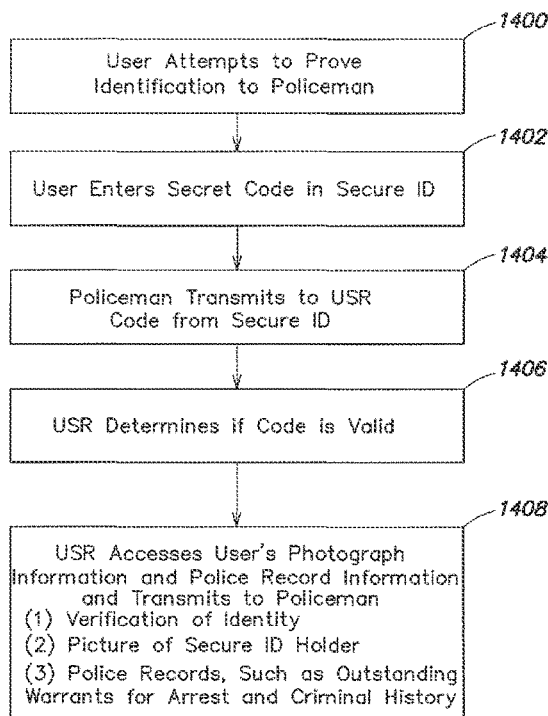 1400
User Attempts to Prove
Identification to Policeman
1402
User Enters Secret Code in Secure ID
1404
Policeman Transmits to USR
Code from Secure ID
1406
USR Determines if Code is Valid
1408
USR Accesses User's Photograph
Information and Police Record Information
and Transmits to Policeman
(1) Verification of Identity
(2) Picture of Secure ID Holder
(3) Police Records, Such as Outstanding
Warrants for Arrest and Criminal History